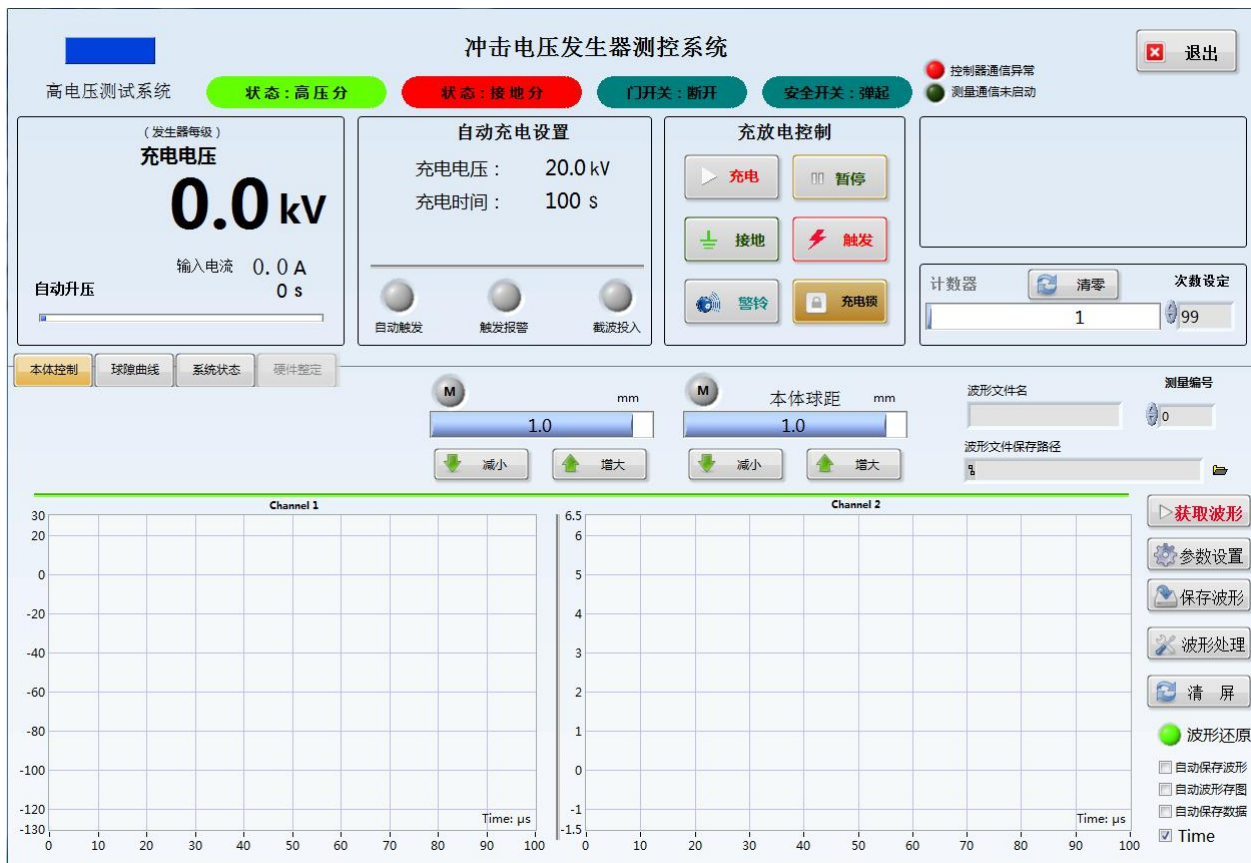 冲击电压发生器测控系统
退出
高电压测试系统
状态：高压分
状态：接地分
门开关：断开
安全开关：弹起
控制器通信异常
测量通信未启动
（发生器每级）
充电电压
0.0 kV
输入电流 0.0 A
自动升压 0 s
自动充电设置
充电电压： 20.0 kV
充电时间： 100 s
自动触发 触发报警 截波投入
充放电控制
充电 暂停
接地 触发
警铃 充电锁
计数器 清零 次数设定
1 99
本体控制 球隙曲线 系统状态 硬件整定
M mm
1.0
减小 增大
M 本体球距 mm
1.0
减小 增大
波形文件名 测量编号
0
波形文件保存路径
Channel 1
30
20
0
-20
-40
-60
-80
-100
-120
-130
Time: μs
0 10 20 30 40 50 60 70 80 90 100
Channel 2
6.5
6
5
4
3
2
1
0
-1
-1.5
Time: μs
0 10 20 30 40 50 60 70 80 90 100
获取波形
参数设置
保存波形
波形处理
清 屏
波形还原
自动保存波形
自动波形存图
自动保存数据
Time